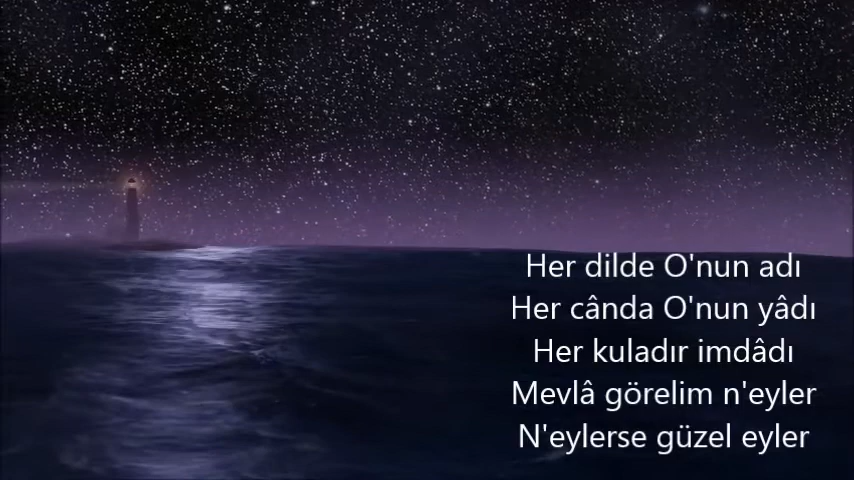 Her dilde O'nun adı
Her cânda O'nun yâdı
Her kuladır imdâdı
Mevlâ görelim n'eyler
N'eylerse güzel eyler